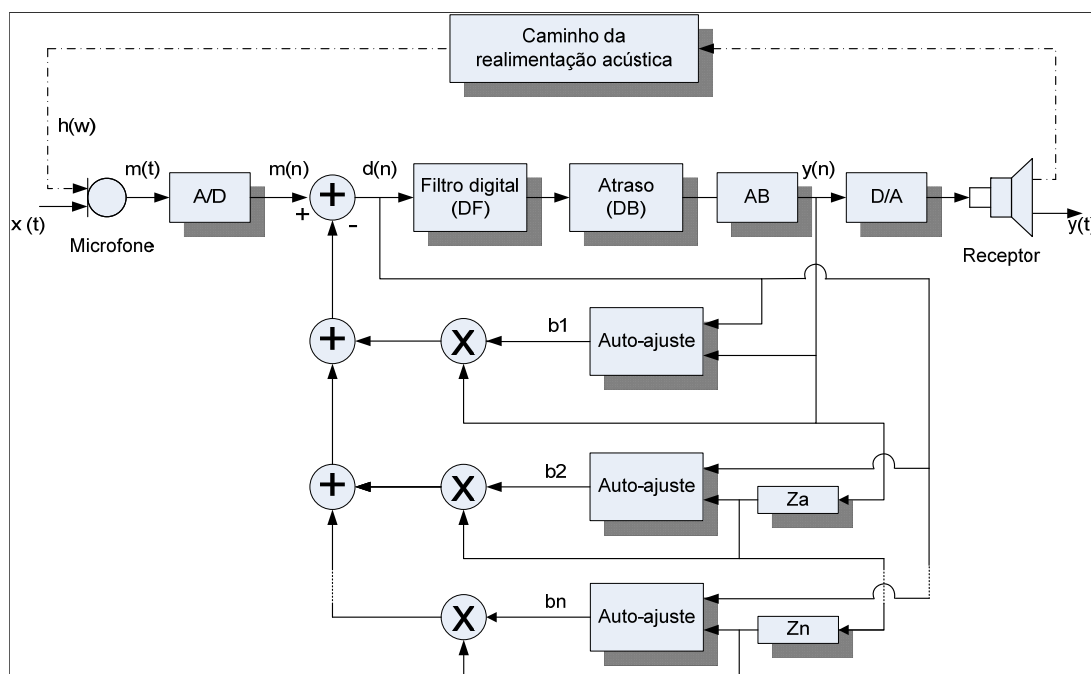 Caminho da
realimentação acústica
h(w)
m(t)
m(n)
d(n)
y(n)
A/D
+
Filtro digital
(DF)
Atraso
(DB)
AB
D/A
+
-
x (t)
y(t)
Microfone
Receptor
b1
Auto-ajuste
+
X
b2
Auto-ajuste
Za
+
X
bn
Auto-ajuste
Zn
X